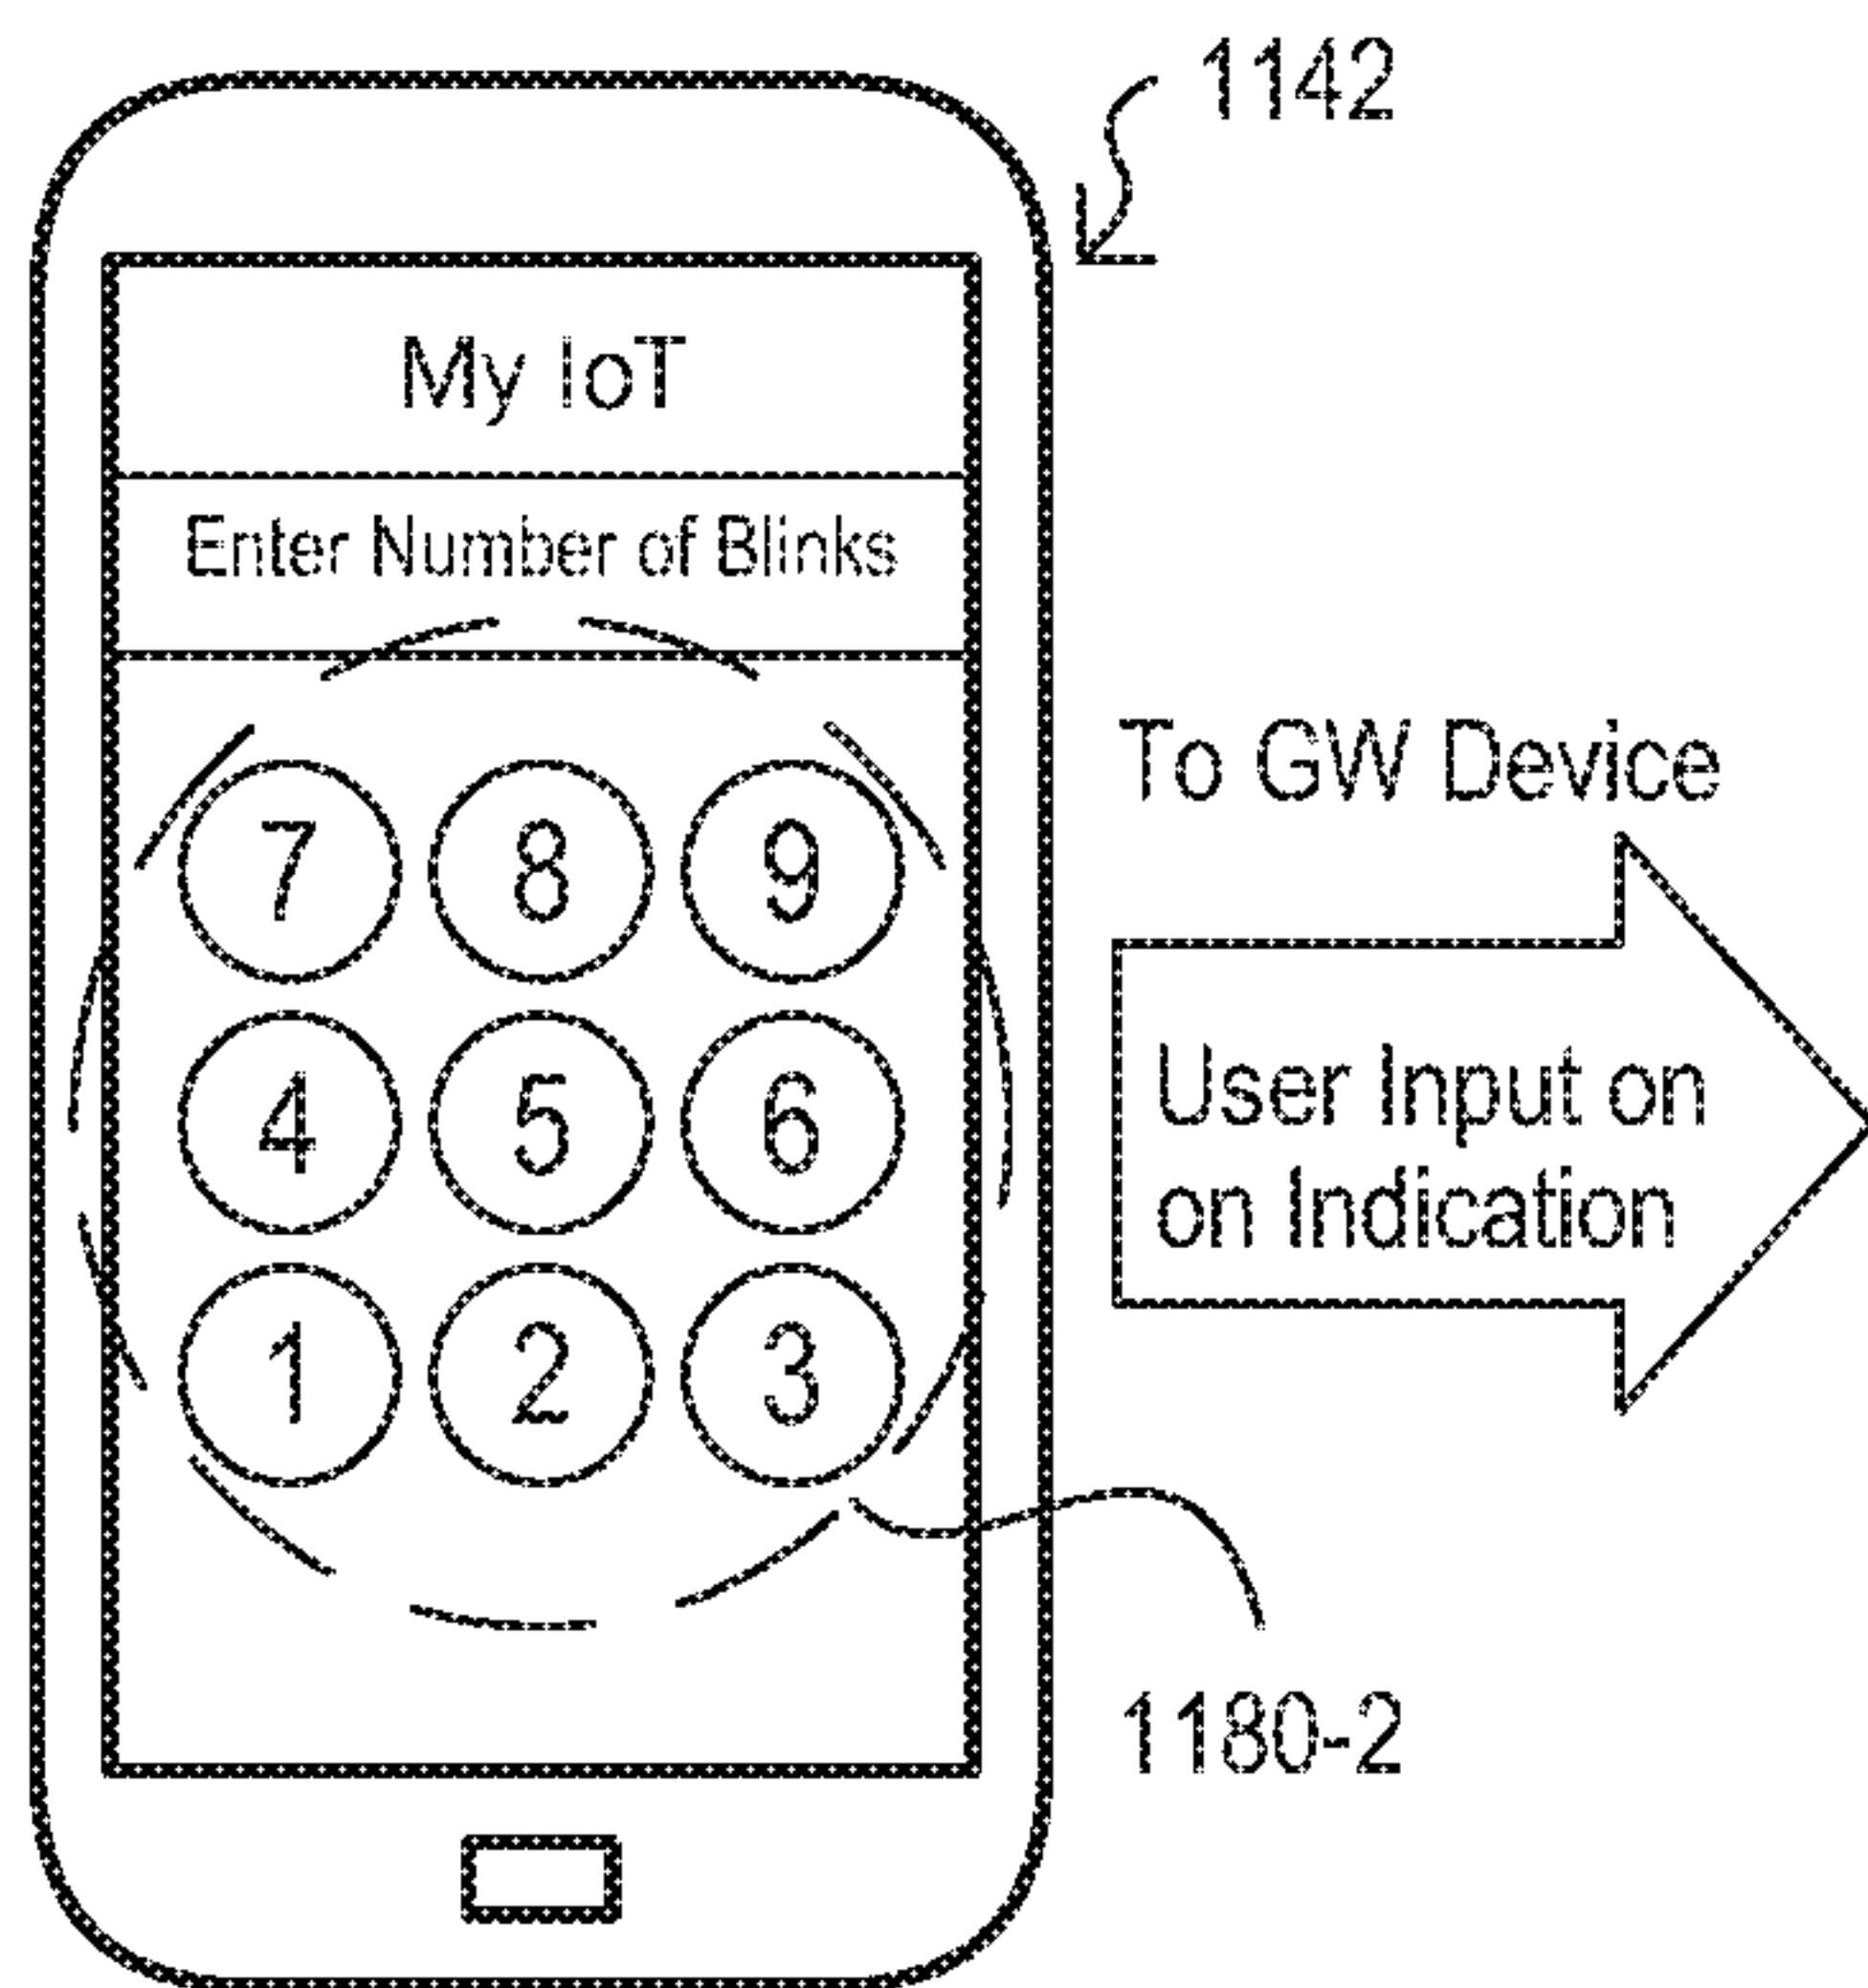 1142
My IoT
Enter Number of Blinks
7 8 9
4 5 6
1 2 3
To GW Device
User Input on
on Indication
1180-2